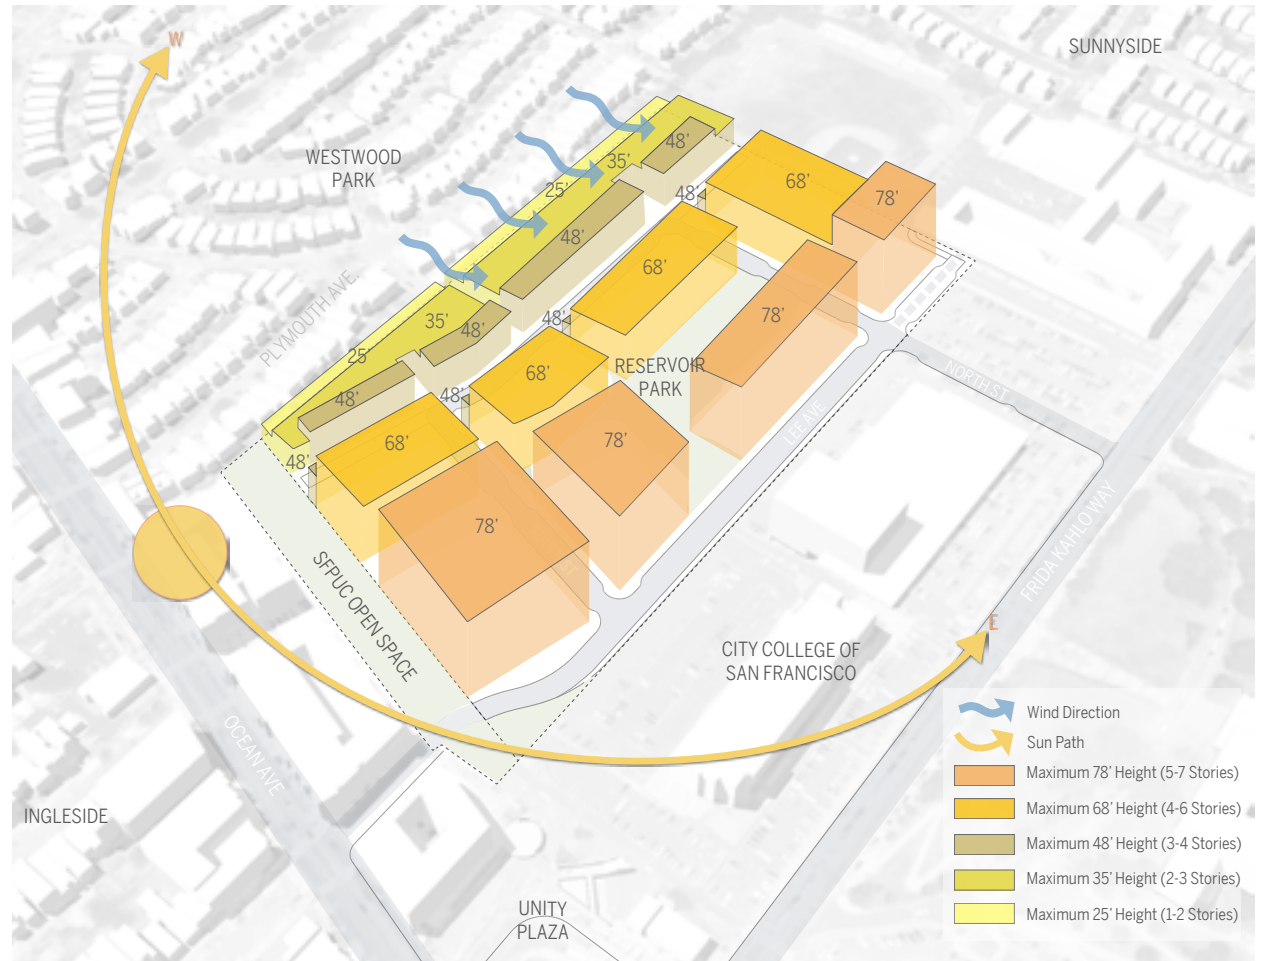 W
SUNNYSIDE
WESTWOOD
PARK
48'
35'
25'
48'
68'
78'
48'
68'
78'
48'
PLYMOUTH AVE.
35'
48'
25'
RESERVOIR
PARK
68'
48'
48'
NORTH ST
LEE AVE
68'
78'
48'
78'
SFPUC OPEN SPACE
FRIDA KAHLO WAY
E
CITY COLLEGE OF
SAN FRANCISCO
OCEAN AVE
INGLESIDE
UNITY
PLAZA
Wind Direction
Sun Path
Maximum 78' Height (5-7 Stories)
Maximum 68' Height (4-6 Stories)
Maximum 48' Height (3-4 Stories)
Maximum 35' Height (2-3 Stories)
Maximum 25' Height (1-2 Stories)